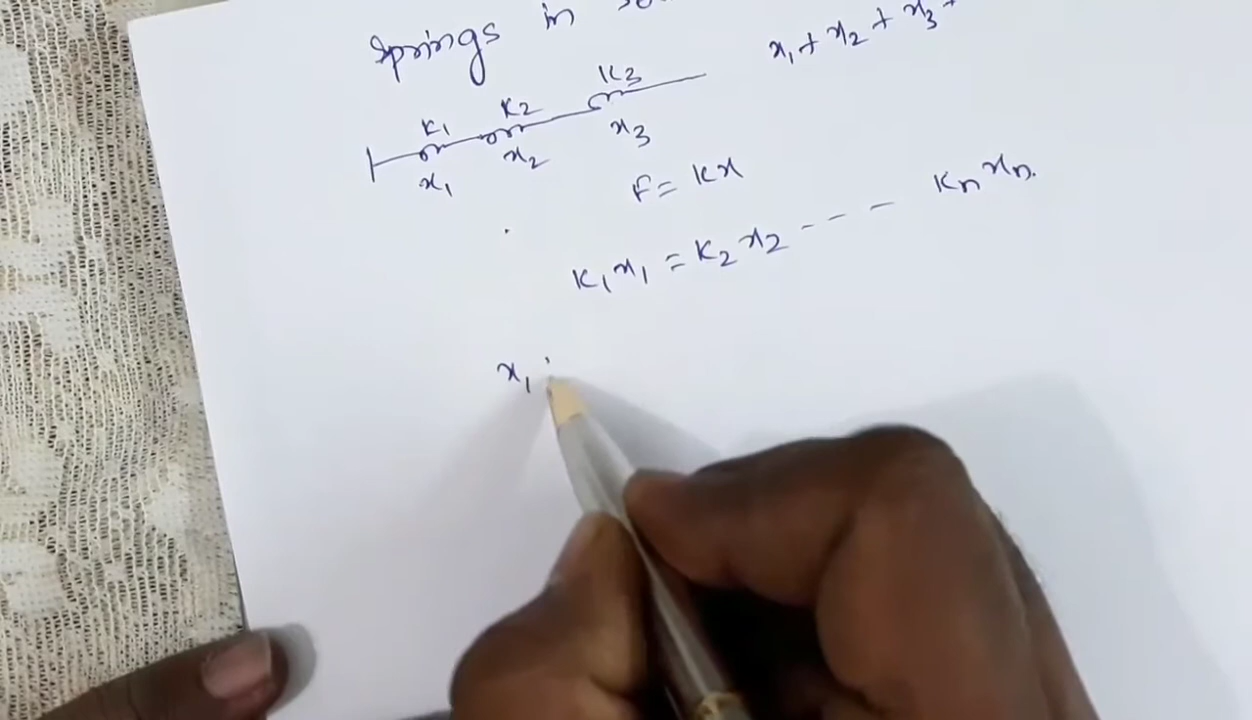 Springs in
x₁ + x₂ + x₃ +
K₁ K₂ K₃
x₁ x₂ x₃
F = Kx
K₁x₁ = K₂x₂ - - - Kₙxₙ.
x₁